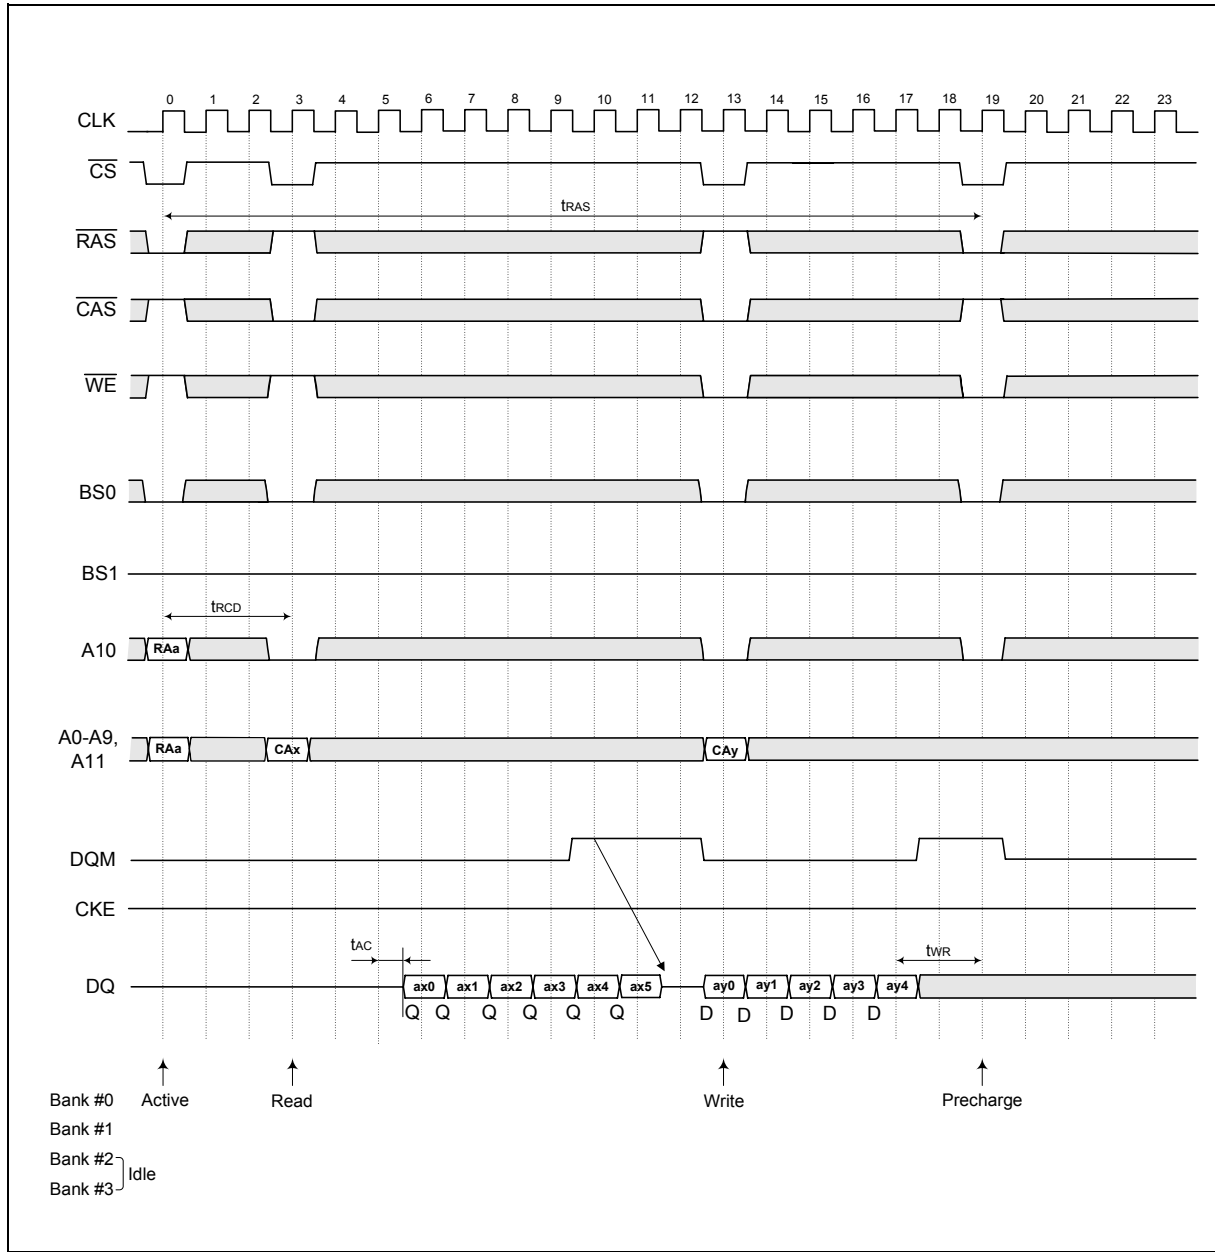 0 1 2 3 4 5 6 7 8 9 10 11 12 13 14 15 16 17 18 19 20 21 22 23
CLK
CS
tRAS
RAS
CAS
WE
BS0
BS1
tRCD
A10 RAa
A0-A9,
A11
RAa CAx CAy
DQM
CKE
tAC tWR
DQ ax0 ax1 ax2 ax3 ax4 ax5 ay0 ay1 ay2 ay3 ay4
Q Q Q Q Q Q D D D D D
Bank #0 Active Read Write Precharge
Bank #1
Bank #2
Idle
Bank #3